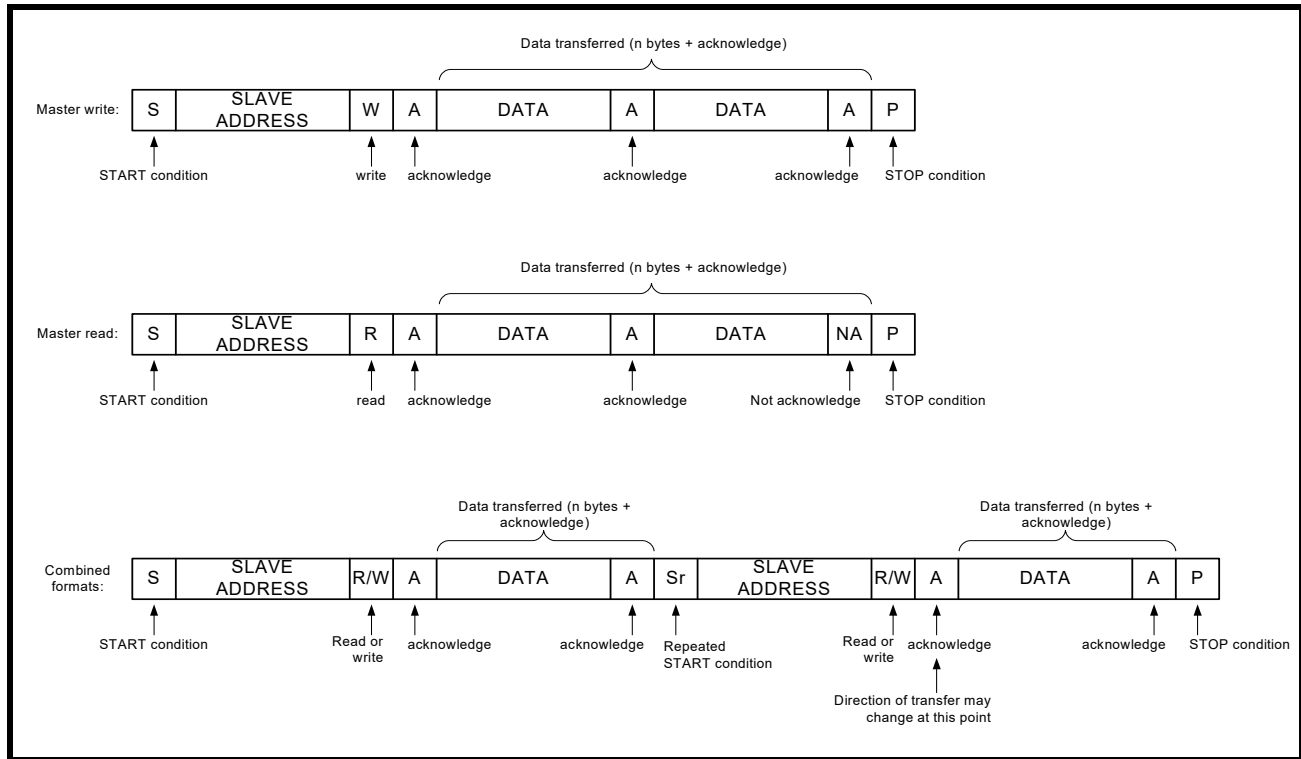 Data transferred (n bytes + acknowledge)
Master write:
S
SLAVE
ADDRESS
W
A
DATA
A
DATA
A
P
START condition
write
acknowledge
acknowledge
acknowledge
STOP condition
Data transferred (n bytes + acknowledge)
Master read:
S
SLAVE
ADDRESS
R
A
DATA
A
DATA
NA
P
START condition
read
acknowledge
acknowledge
Not acknowledge
STOP condition
Data transferred (n bytes +
acknowledge)
Data transferred (n bytes +
acknowledge)
Combined
formats:
S
SLAVE
ADDRESS
R/W
A
DATA
A
Sr
SLAVE
ADDRESS
R/W
A
DATA
A
P
START condition
Read or
write
acknowledge
acknowledge
Repeated
START condition
Read or
write
acknowledge
acknowledge
STOP condition
Direction of transfer may
change at this point